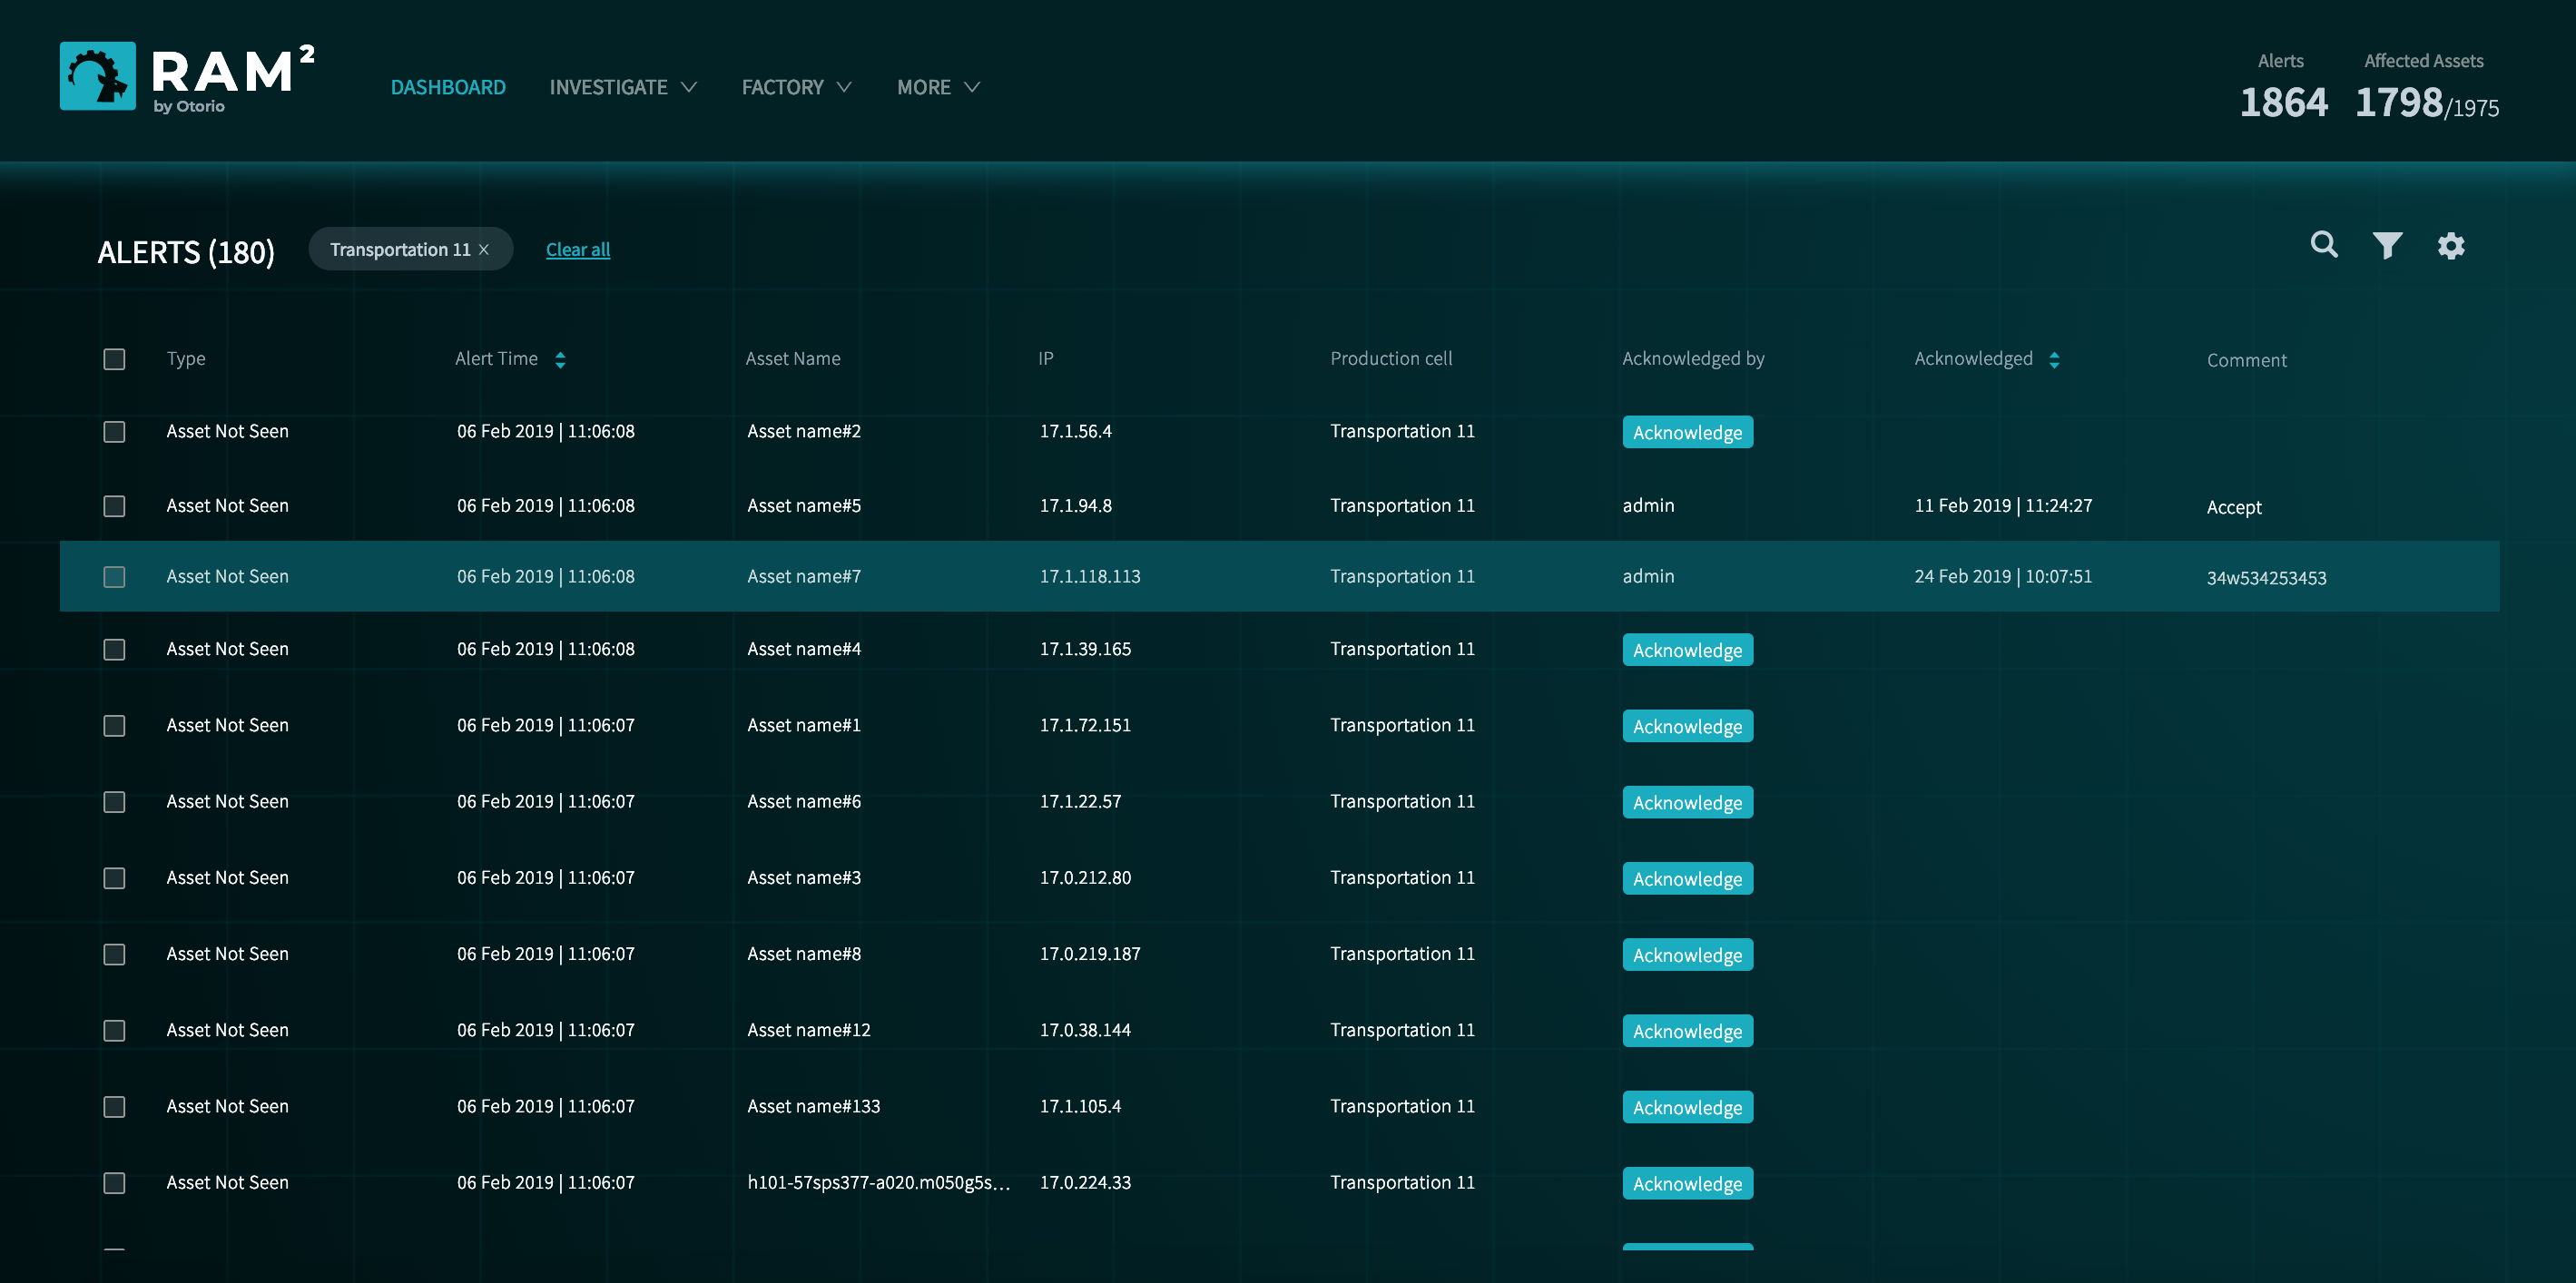 RAM²
by Otorio
DASHBOARD INVESTIGATE FACTORY MORE
Alerts Affected Assets
1864 1798/1975
ALERTS (180) Transportation 11 × Clear all
Type Alert Time Asset Name IP Production cell Acknowledged by Acknowledged Comment
Asset Not Seen 06 Feb 2019 | 11:06:08 Asset name#2 17.1.56.4 Transportation 11 Acknowledge
Asset Not Seen 06 Feb 2019 | 11:06:08 Asset name#5 17.1.94.8 Transportation 11 admin 11 Feb 2019 | 11:24:27 Accept
Asset Not Seen 06 Feb 2019 | 11:06:08 Asset name#7 17.1.118.113 Transportation 11 admin 24 Feb 2019 | 10:07:51 34w534253453
Asset Not Seen 06 Feb 2019 | 11:06:08 Asset name#4 17.1.39.165 Transportation 11 Acknowledge
Asset Not Seen 06 Feb 2019 | 11:06:07 Asset name#1 17.1.72.151 Transportation 11 Acknowledge
Asset Not Seen 06 Feb 2019 | 11:06:07 Asset name#6 17.1.22.57 Transportation 11 Acknowledge
Asset Not Seen 06 Feb 2019 | 11:06:07 Asset name#3 17.0.212.80 Transportation 11 Acknowledge
Asset Not Seen 06 Feb 2019 | 11:06:07 Asset name#8 17.0.219.187 Transportation 11 Acknowledge
Asset Not Seen 06 Feb 2019 | 11:06:07 Asset name#12 17.0.38.144 Transportation 11 Acknowledge
Asset Not Seen 06 Feb 2019 | 11:06:07 Asset name#133 17.1.105.4 Transportation 11 Acknowledge
Asset Not Seen 06 Feb 2019 | 11:06:07 h101-57sps377-a020.m050g5s... 17.0.224.33 Transportation 11 Acknowledge